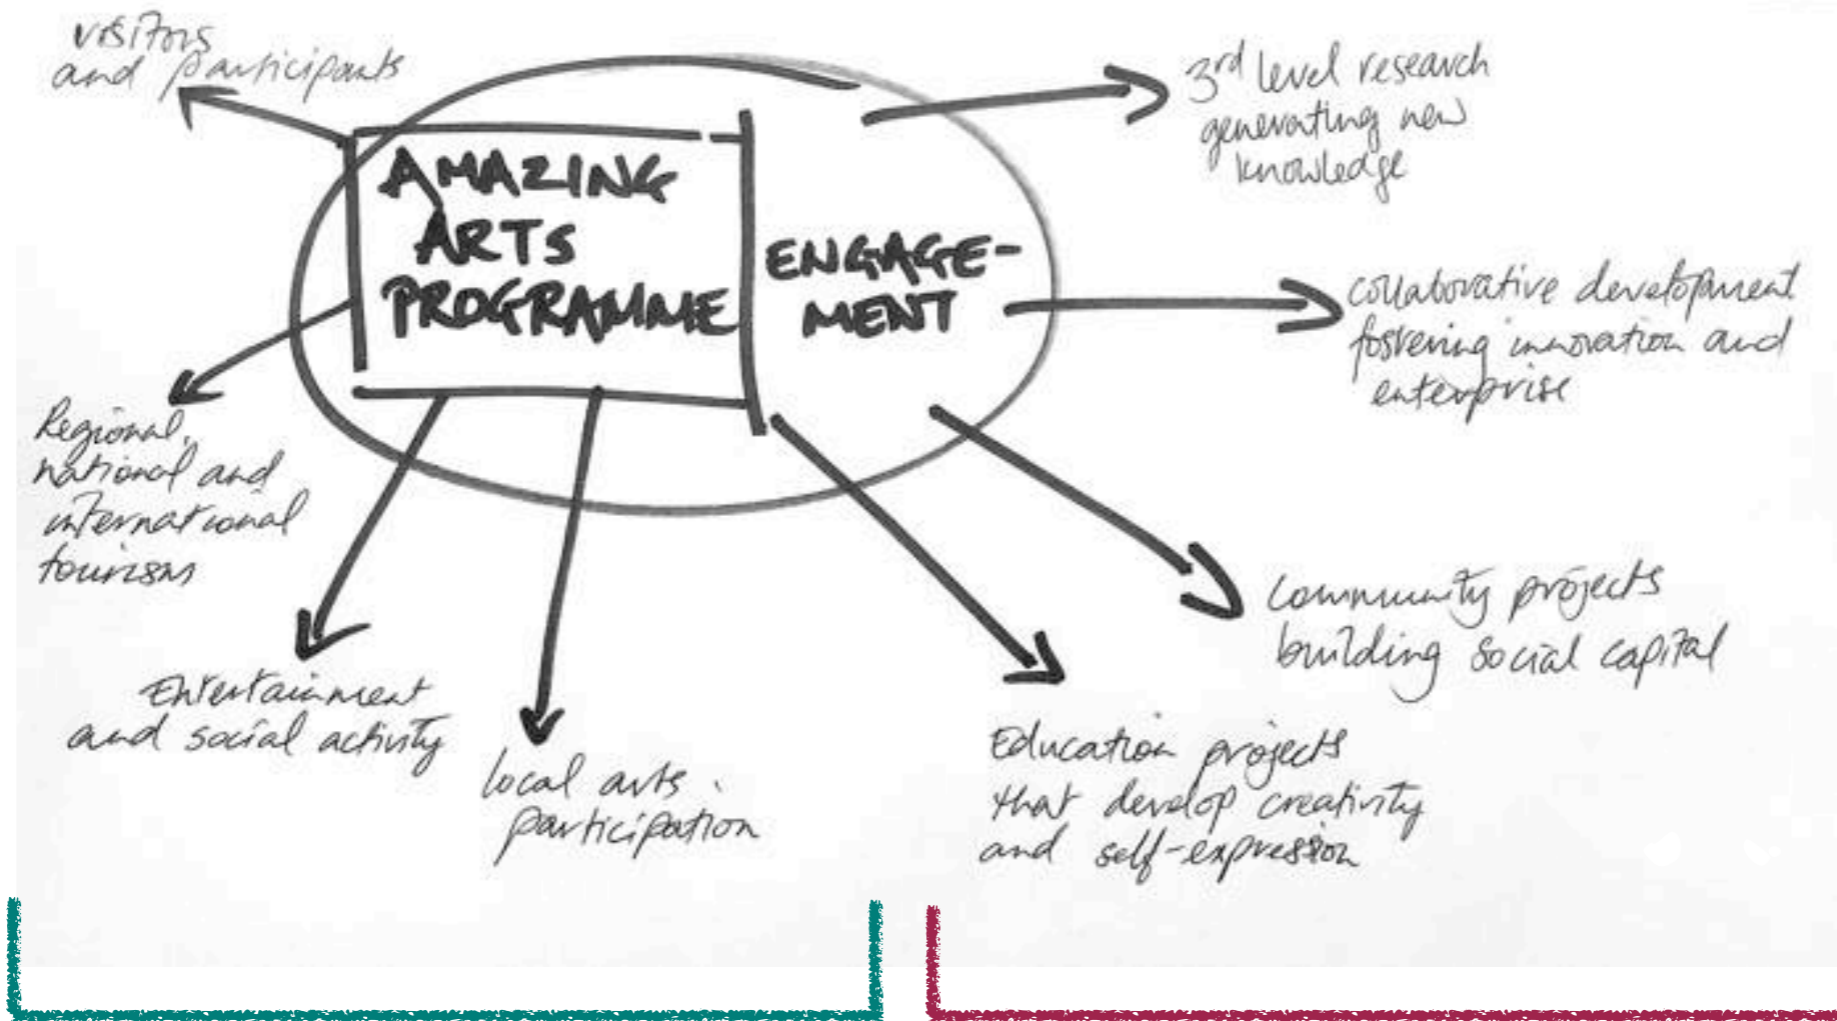 visitors
and participants
AMAZING
ARTS
PROGRAMME
ENGAGE-
MENT
3rd level research
generating new
knowledge
collaborative development
fostering innovation and
enterprise
Community projects
building social capital
Education projects
that develop creativity
and self-expression
local arts
participation
Entertainment
and social activity
Regional,
national and
international
tourism